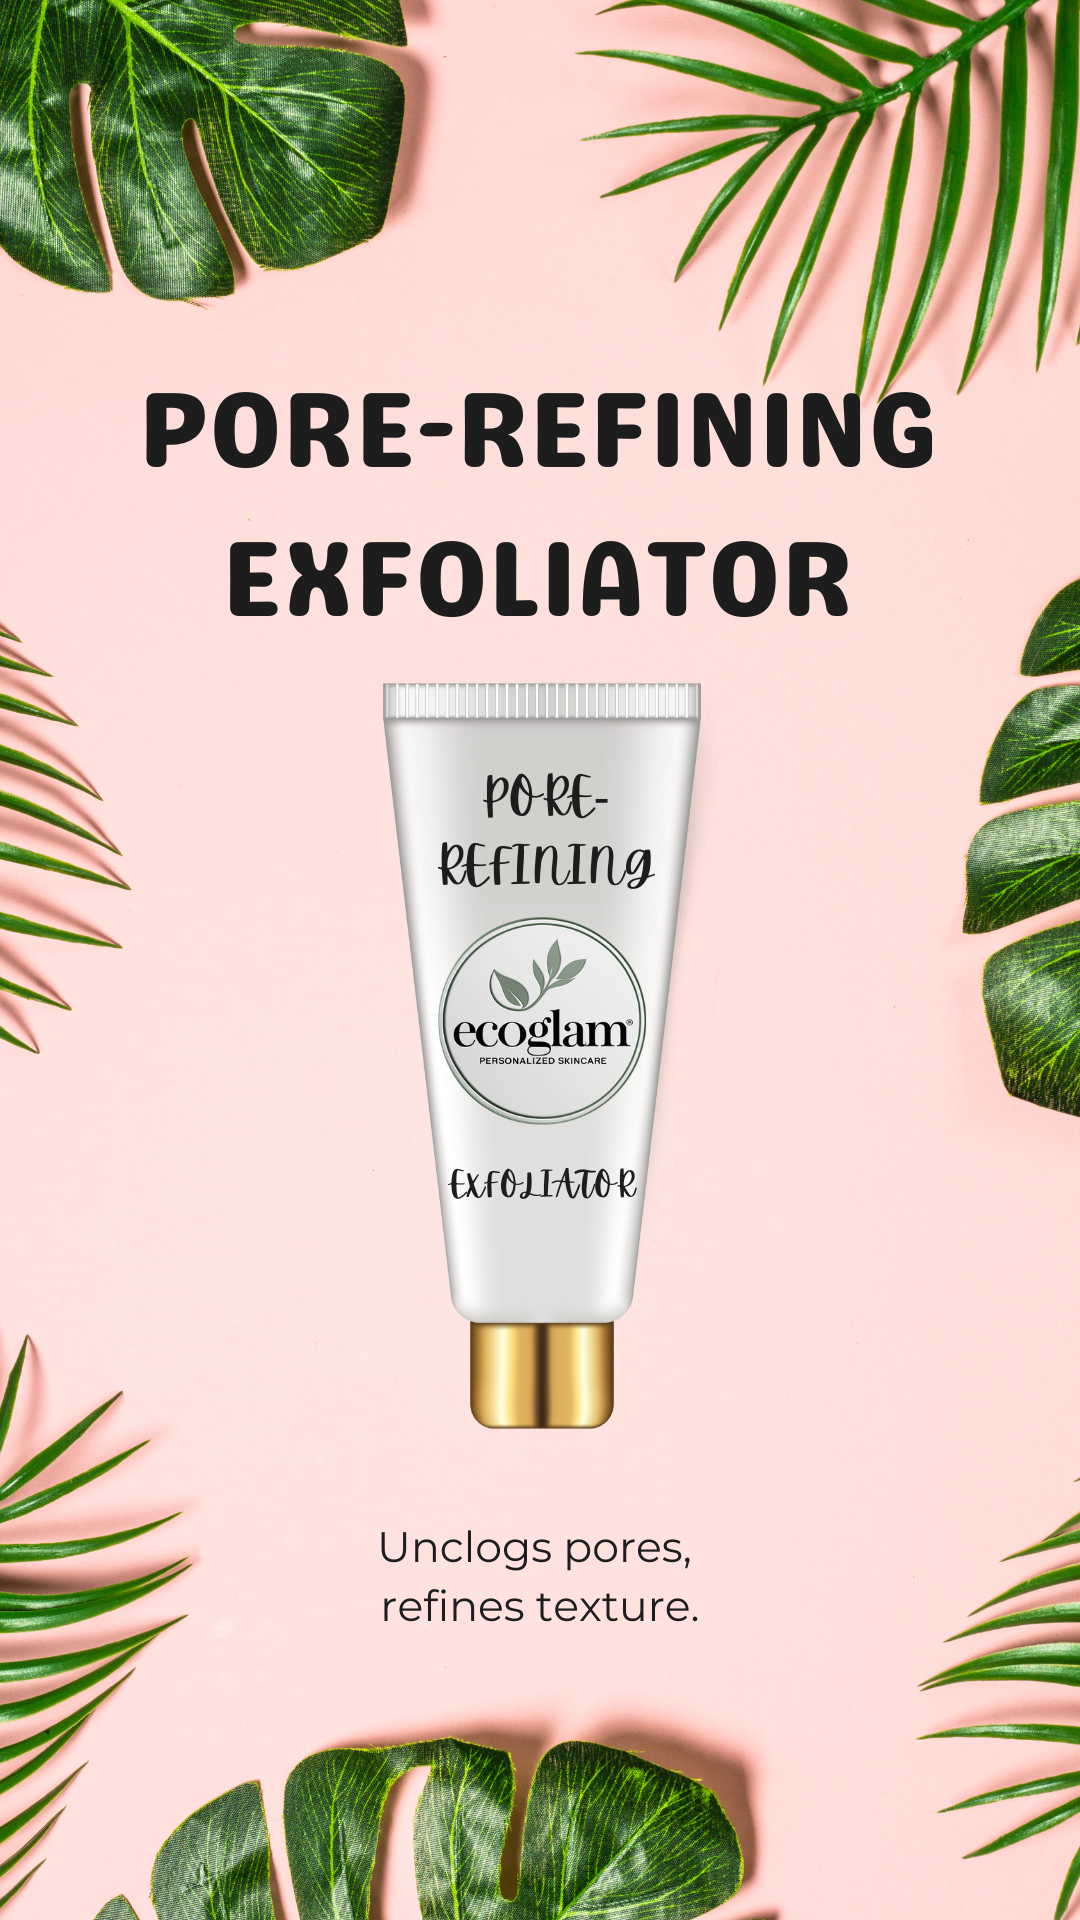 PORE-REFINING
EXFOLIATOR
PORE-
REFINING
ecoglam®
PERSONALIZED SKINCARE
EXFOLIATOR
Unclogs pores,
refines texture.